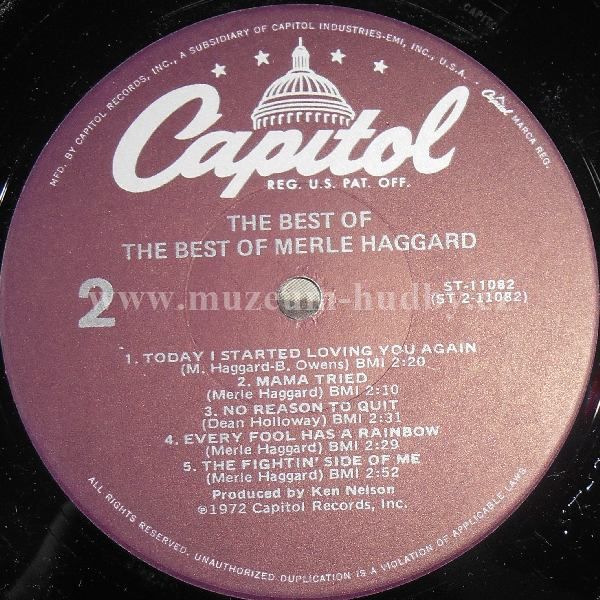 MFD. BY CAPITOL RECORDS, INC., A SUBSIDIARY OF CAPITOL INDUSTRIES-EMI, INC., U.S.A.
Capitol MARCA REG.
Capitol
REG. U.S. PAT. OFF.
THE BEST OF
THE BEST OF MERLE HAGGARD
2
ST-11082
(ST 2-11082)
1. TODAY I STARTED LOVING YOU AGAIN
(M. Haggard-B. Owens) BMI 2:20
2. MAMA TRIED
(Merle Haggard) BMI 2:10
3. NO REASON TO QUIT
(Dean Holloway) BMI 2:31
4. EVERY FOOL HAS A RAINBOW
(Merle Haggard) BMI 2:29
5. THE FIGHTIN' SIDE OF ME
(Merle Haggard) BMI 2:52
Produced by Ken Nelson
℗1972 Capitol Records, Inc.
ALL RIGHTS RESERVED. UNAUTHORIZED DUPLICATION IS A VIOLATION OF APPLICABLE LAWS